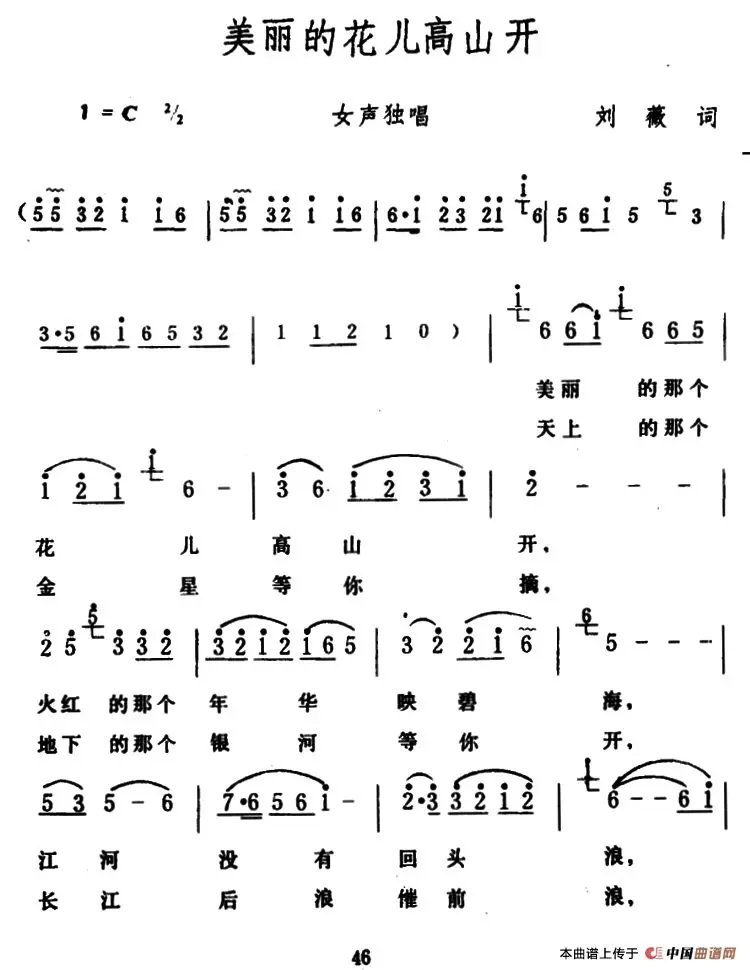 美丽的花儿高山开
1 = C 2/2 女声独唱 刘薇 词
( 5 5 3 2 1 1 6 | 5 5 3 2 1 1 6 | 6·1 2 3 2 1 1 6 | 5 6 1 5 5 3 |
3·5 6 1 6 5 3 2 | 1 1 2 1 0 ) | 1 6 6 1 1 6 6 5 |
美丽 的那个
天上 的那个
1 2 1 1 6 - | 3 6 1 2 3 1 | 2 - - - |
花 儿 高 山 开,
金 星 等 你 摘,
2 5 5 3 3 2 | 3 2 1 2 1 6 5 | 3 2 2 1 6 | 6 5 - - - |
火红 的那个 年 华 映 碧 海,
地下 的那个 银 河 等 你 开,
5 3 5 - 6 | 7·6 5 6 1 - | 2·3 3 2 1 2 | 1 6 - - 6 1 |
江 河 没 有 回 头 浪,
长 江 后 浪 催 前 浪,
46
本曲谱上传于 中国曲谱网